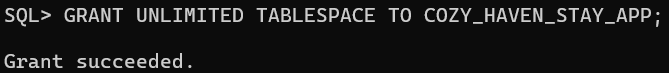 SQL> GRANT UNLIMITED TABLESPACE TO COZY_HAVEN_STAY_APP;
Grant succeeded.